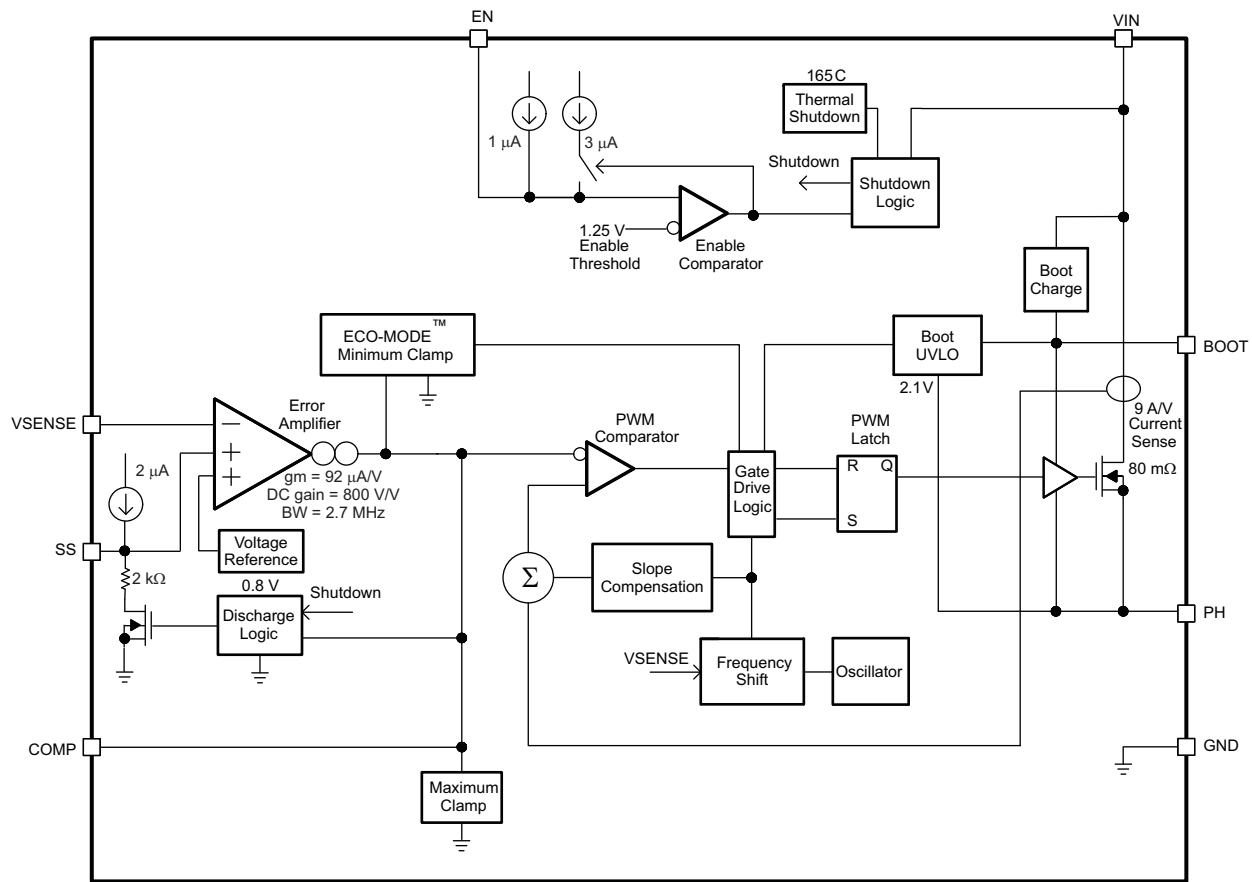 EN
VIN
165C
Thermal
Shutdown
1 μA
3 μA
Shutdown
Shutdown
Logic
1.25 V
Enable
Threshold
Enable
Comparator
Boot
Charge
ECO-MODE™
Minimum Clamp
Boot
UVLO
BOOT
2.1V
9 A/V
Current
Sense
80 mΩ
VSENSE
Error
Amplifier
gm = 92 μA/V
DC gain = 800 V/V
BW = 2.7 MHz
PWM
Comparator
Gate
Drive
Logic
PWM
Latch
R Q
S
2 μA
SS
Voltage
Reference
2 kΩ
0.8 V
Shutdown
Discharge
Logic
Σ
Slope
Compensation
PH
VSENSE
Frequency
Shift
Oscillator
COMP
GND
Maximum
Clamp